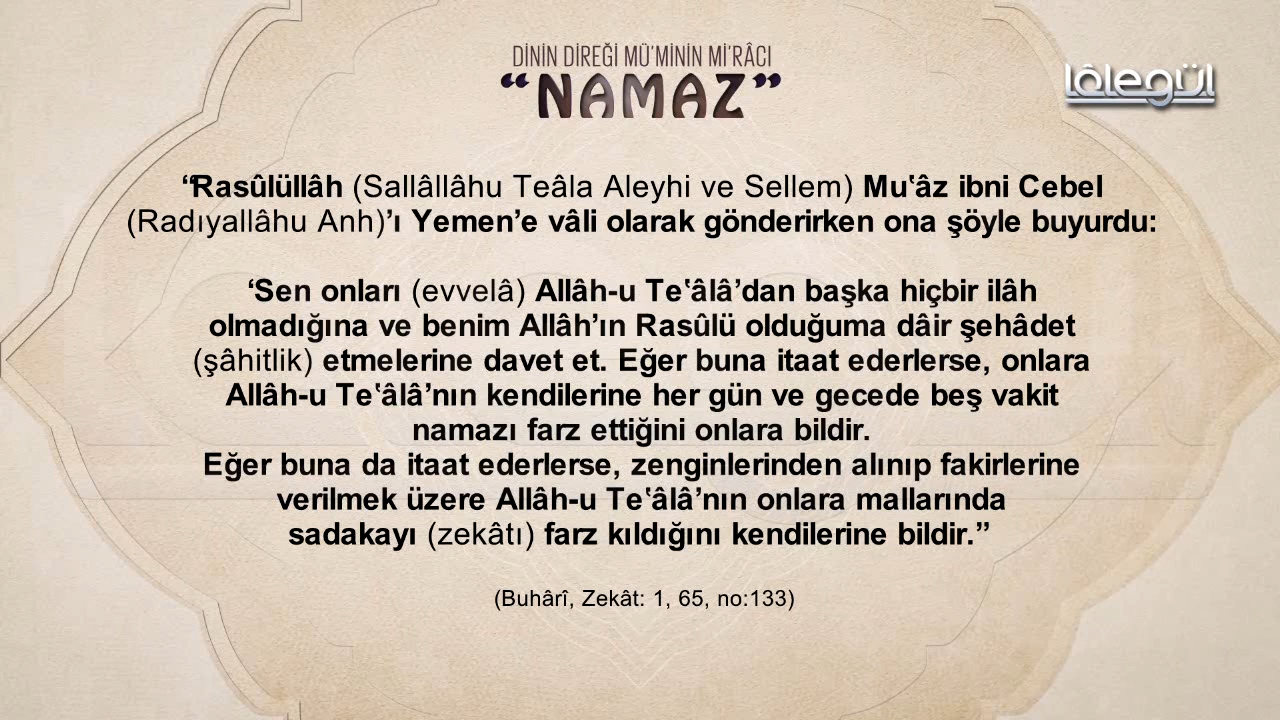 DİNİN DİREĞİ MÜ'MİNİN Mİ'RÂCI
“NAMAZ”
lâlegül
“Rasûlüllâh (Sallâllâhu Teâla Aleyhi ve Sellem) Mu‛âz ibni Cebel
(Radıyallâhu Anh)’ı Yemen’e vâli olarak gönderirken ona şöyle buyurdu:
‘Sen onları (evvelâ) Allâh-u Te‛âlâ’dan başka hiçbir ilâh
olmadığına ve benim Allâh’ın Rasûlü olduğuma dâir şehâdet
(şâhitlik) etmelerine davet et. Eğer buna itaat ederlerse, onlara
Allâh-u Te‛âlâ’nın kendilerine her gün ve gecede beş vakit
namazı farz ettiğini onlara bildir.
Eğer buna da itaat ederlerse, zenginlerinden alınıp fakirlerine
verilmek üzere Allâh-u Te‛âlâ’nın onlara mallarında
sadakayı (zekâtı) farz kıldığını kendilerine bildir.”
(Buhârî, Zekât: 1, 65, no:133)